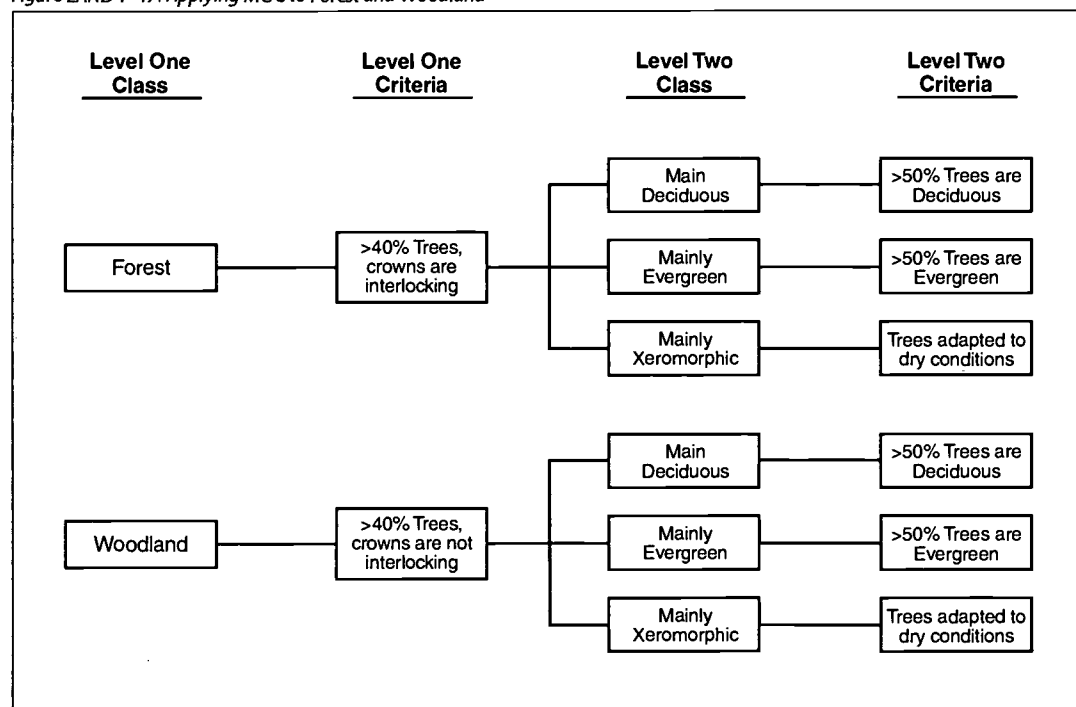 Level One
Class
Level One
Criteria
Level Two
Class
Level Two
Criteria
Forest
>40% Trees,
crowns are
interlocking
Main
Deciduous
>50% Trees are
Deciduous
Mainly
Evergreen
>50% Trees are
Evergreen
Mainly
Xeromorphic
Trees adapted to
dry conditions
Woodland
>40% Trees,
crowns are not
interlocking
Main
Deciduous
>50% Trees are
Deciduous
Mainly
Evergreen
>50% Trees are
Evergreen
Mainly
Xeromorphic
Trees adapted to
dry conditions